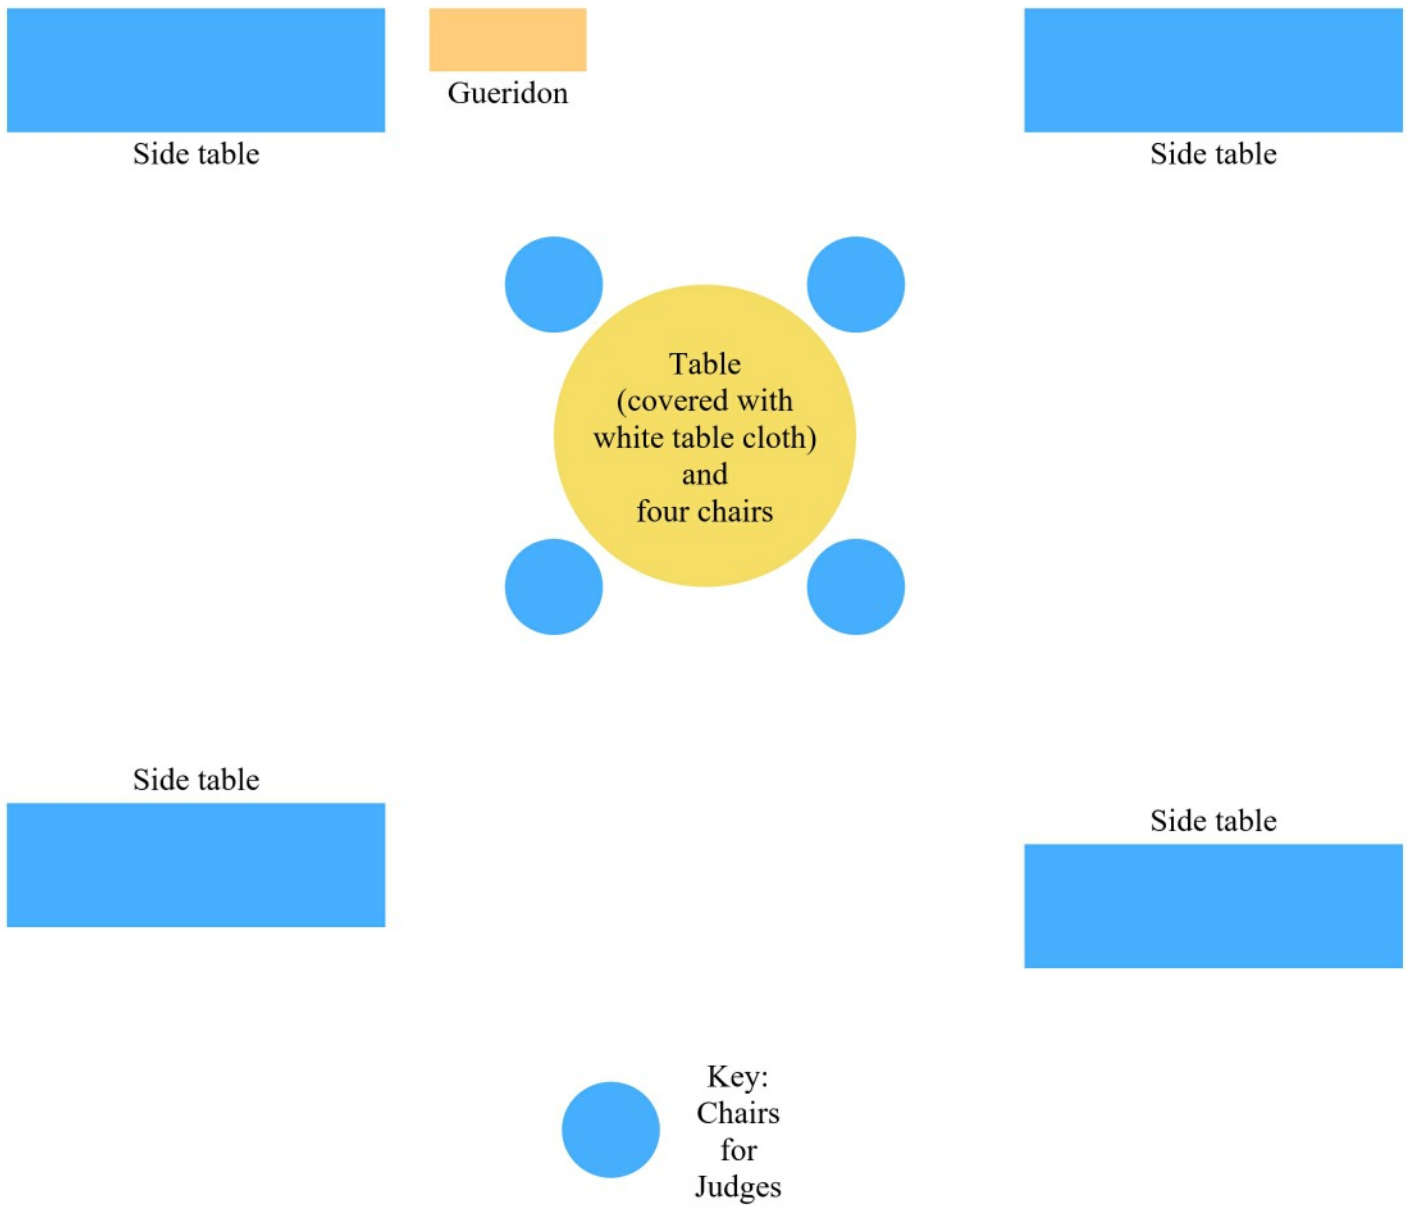 Gueridon
Side table
Side table
Table
(covered with
white table cloth)
and
four chairs
Side table
Side table
Key:
Chairs
for
Judges